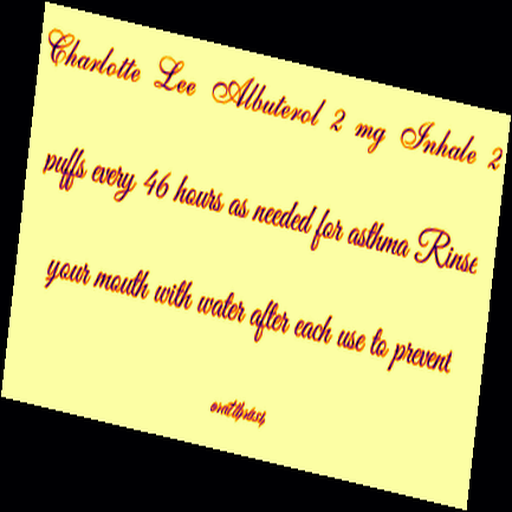 Charlotte Lee Albuterol 2 mg Inhale 2
puffs every 46 hours as needed for asthma Rinse
your mouth with water after each use to prevent